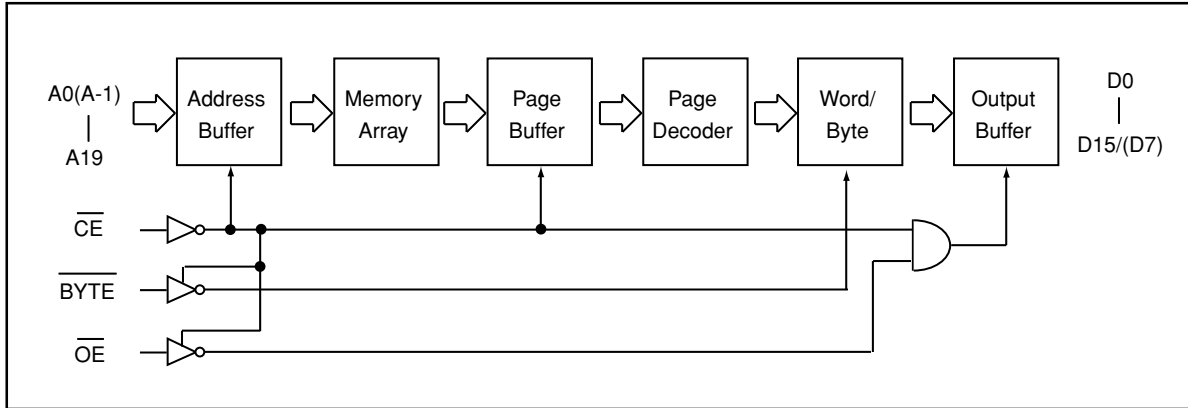 A0(A-1)
A19
Address
Buffer
Memory
Array
Page
Buffer
Page
Decoder
Word/
Byte
Output
Buffer
D0
D15/(D7)
CE
BYTE
OE